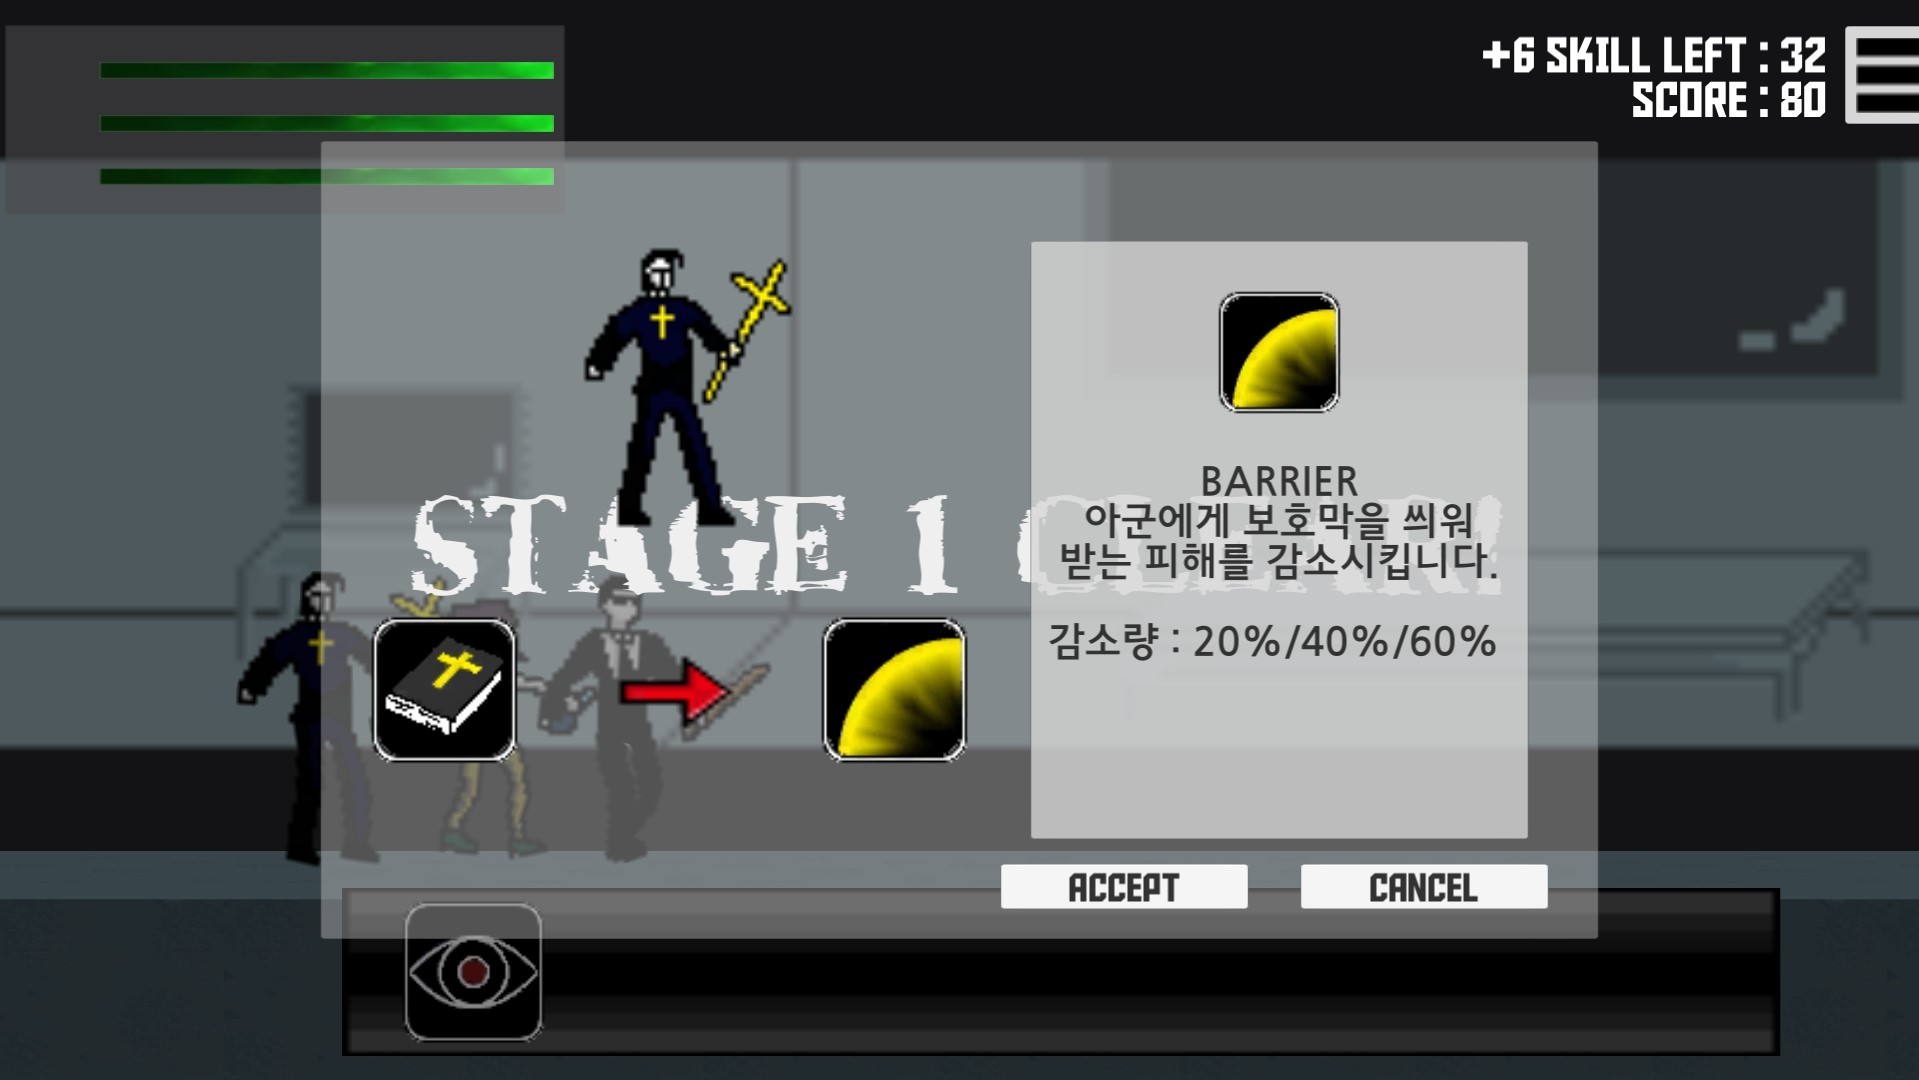 +6 SKILL LEFT : 32
SCORE : 80
BARRIER
아군에게 보호막을 씌워
받는 피해를 감소시킵니다.
감소량 : 20%/40%/60%
STAGE 1 CLEAR!
ACCEPT
CANCEL